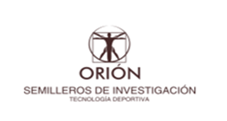 ORIÓN
SEMILLEROS DE INVESTIGACIÓN
TECNOLOGÍA DEPORTIVA